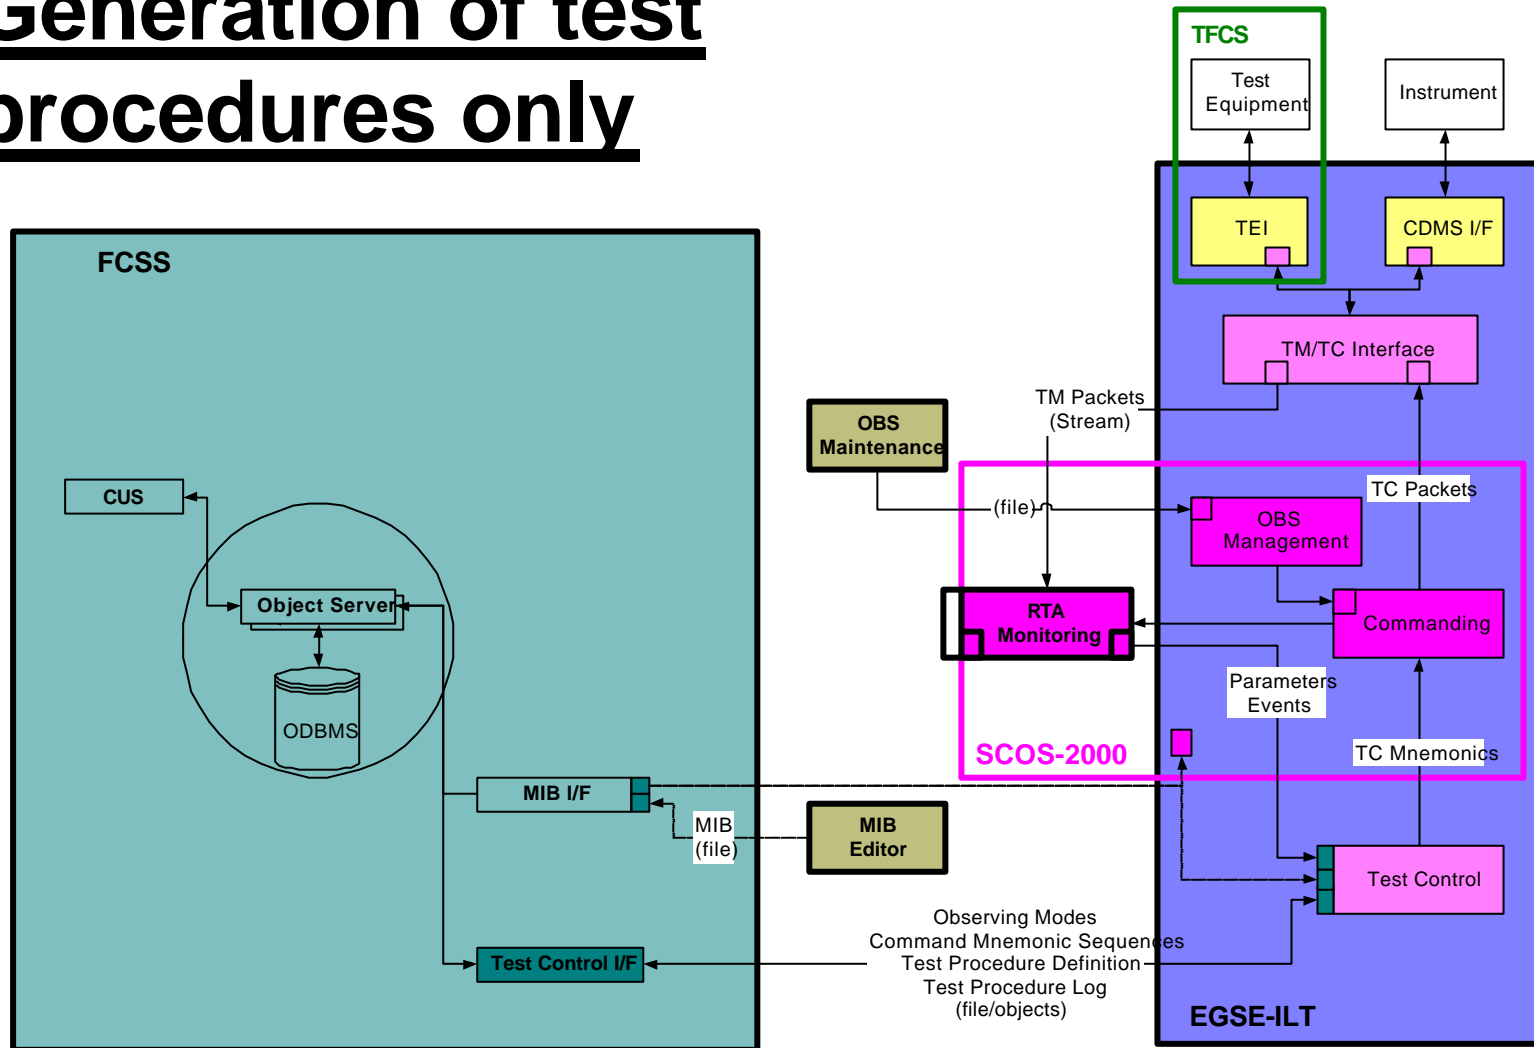 Generation of test
procedures only
TFCS
Test
Equipment
Instrument
TEI
CDMS I/F
FCSS
TM/TC Interface
TM Packets
(Stream)
OBS
Maintenance
TC Packets
CUS
(file)
OBS
Management
Object Server
RTA
Monitoring
Commanding
Parameters
Events
ODBMS
SCOS-2000
TC Mnemonics
MIB I/F
MIB
(file)
MIB
Editor
Test Control
Observing Modes
Command Mnemonic Sequences
Test Control I/F
Test Procedure Definition
Test Procedure Log
(file/objects)
EGSE-ILT